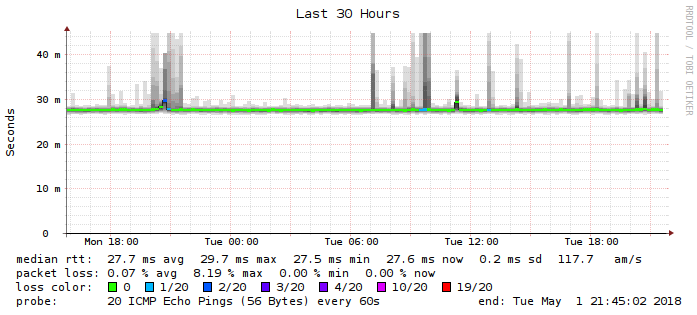 Last 30 Hours
RRDTOOL / TOBI OETIKER
Seconds
40 m
30 m
20 m
10 m
0
Mon 18:00 Tue 00:00 Tue 06:00 Tue 12:00 Tue 18:00
median rtt: 27.7 ms avg 29.7 ms max 27.5 ms min 27.6 ms now 0.2 ms sd 117.7 am/s
packet loss: 0.07 % avg 8.19 % max 0.00 % min 0.00 % now
loss color: 0 1/20 2/20 3/20 4/20 10/20 19/20
probe: 20 ICMP Echo Pings (56 Bytes) every 60s end: Tue May 1 21:45:02 2018